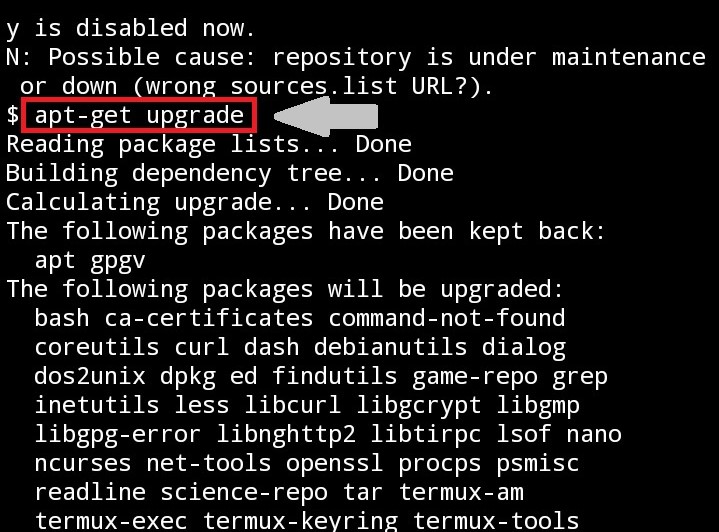 y is disabled now.
N: Possible cause: repository is under maintenance
or down (wrong sources.list URL?).
$ apt-get upgrade
Reading package lists... Done
Building dependency tree... Done
Calculating upgrade... Done
The following packages have been kept back:
apt gpgv
The following packages will be upgraded:
bash ca-certificates command-not-found
coreutils curl dash debianutils dialog
dos2unix dpkg ed findutils game-repo grep
inetutils less libcurl libgcrypt libgmp
libgpg-error libnghttp2 libtirpc lsof nano
ncurses net-tools openssl procps psmisc
readline science-repo tar termux-am
termux-exec termux-keyring termux-tools